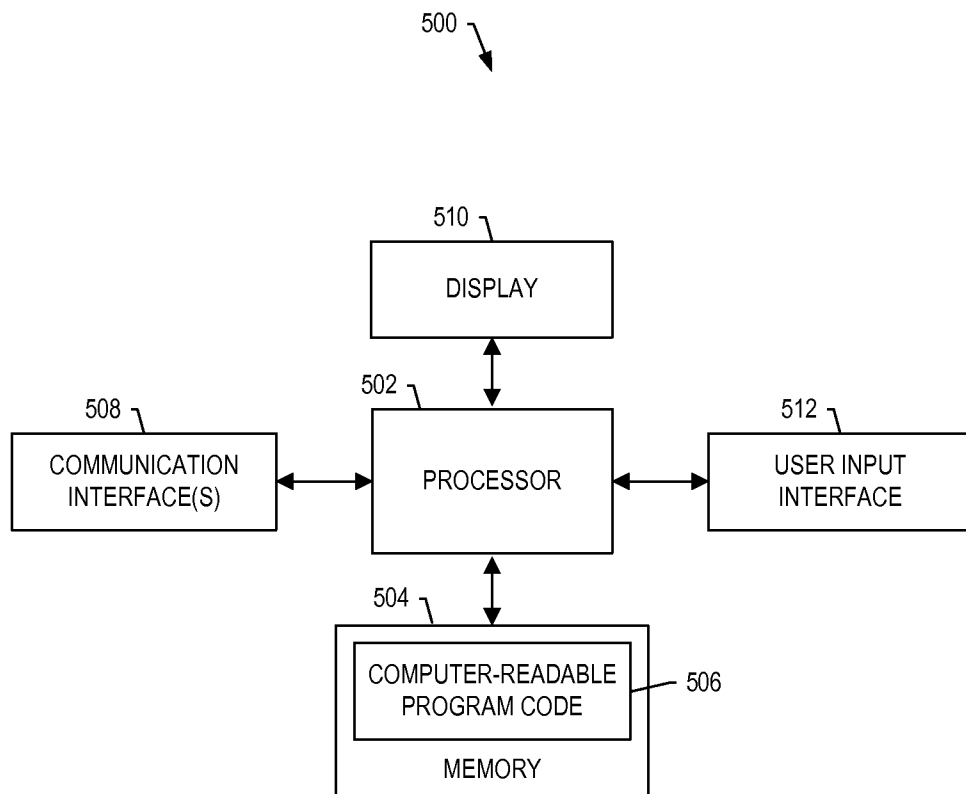 500
510
DISPLAY
502
508
512
COMMUNICATION
INTERFACE(S)
PROCESSOR
USER INPUT
INTERFACE
504
COMPUTER-READABLE
PROGRAM CODE
506
MEMORY